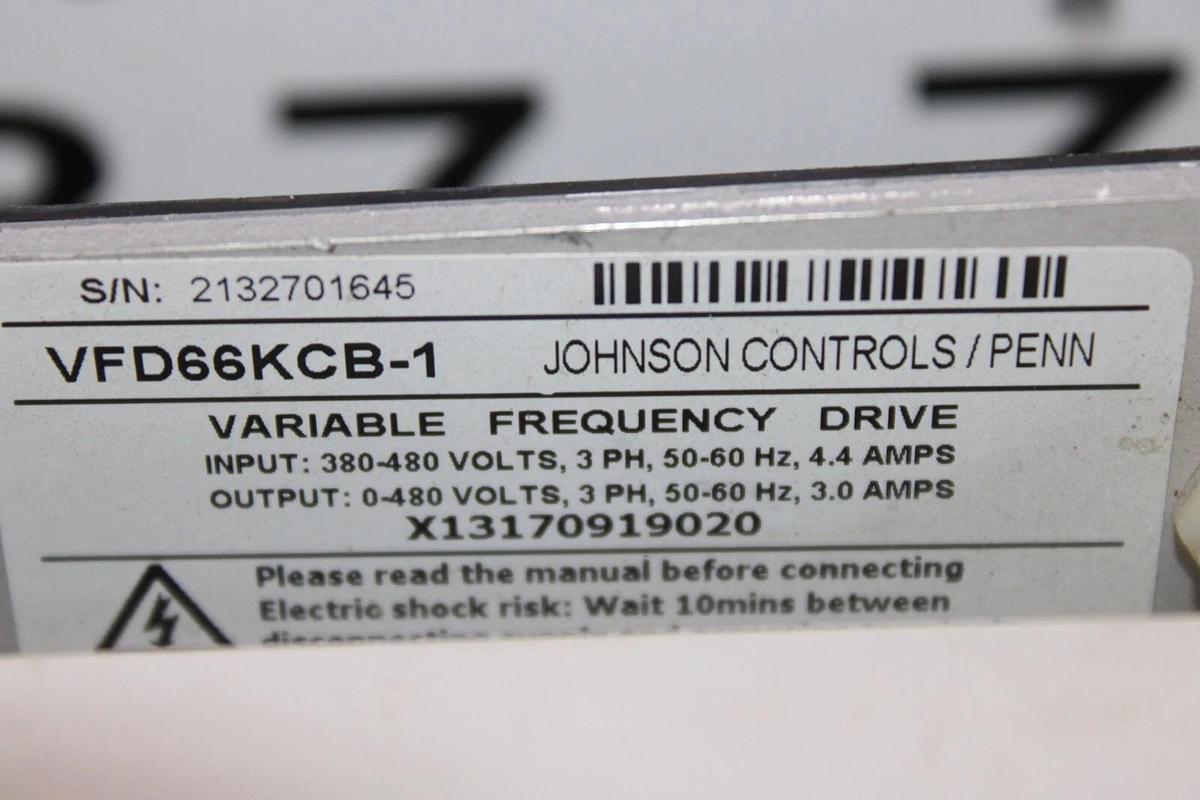 S/N: 2132701645
VFD66KCB-1 JOHNSON CONTROLS / PENN
VARIABLE FREQUENCY DRIVE
INPUT: 380-480 VOLTS, 3 PH, 50-60 Hz, 4.4 AMPS
OUTPUT: 0-480 VOLTS, 3 PH, 50-60 Hz, 3.0 AMPS
X13170919020
Please read the manual before connecting
Electric shock risk: Wait 10mins between